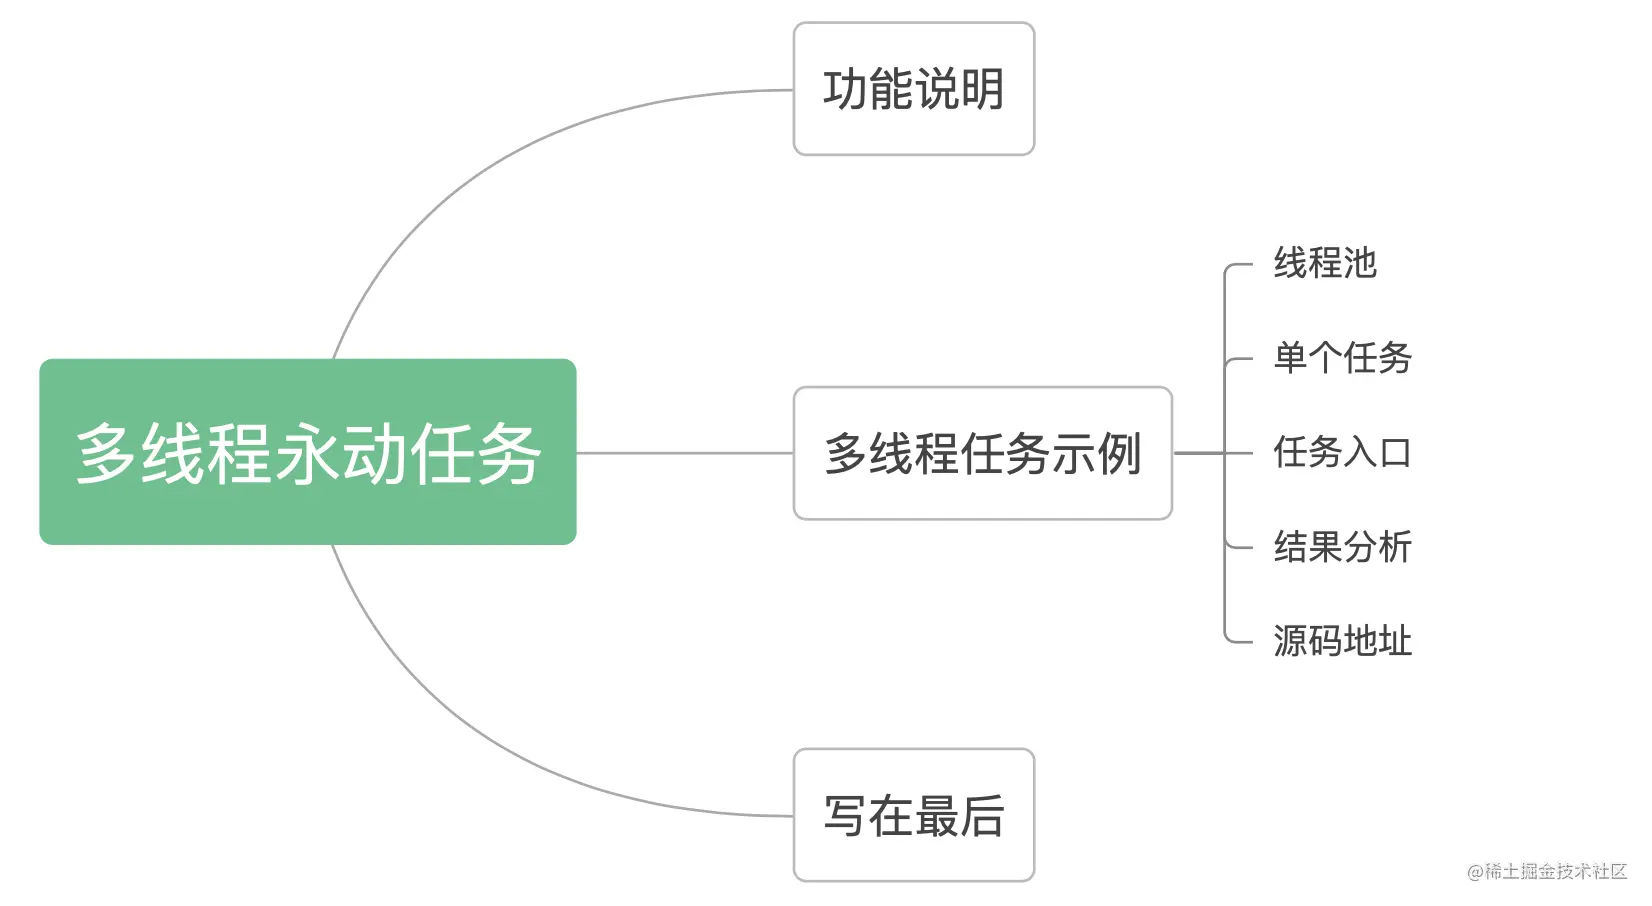 多线程永动任务
功能说明
多线程任务示例
线程池
单个任务
任务入口
结果分析
源码地址
写在最后
@稀土掘金技术社区